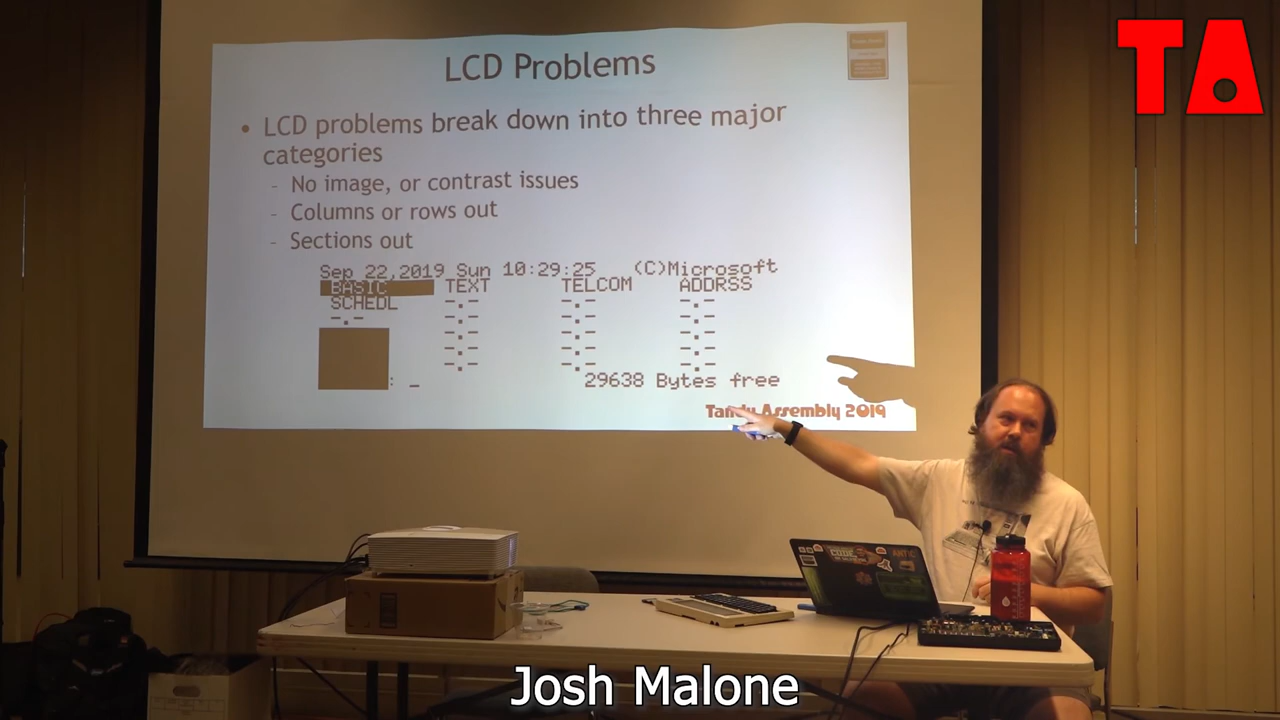 TA
LCD Problems
• LCD problems break down into three major
categories
- No image, or contrast issues
- Columns or rows out
- Sections out
Sep 22,2019 Sun 10:29:25 (C)Microsoft
BASIC TEXT TELCOM ADDRSS
SCHEDL -.- -.- -.-
-.- -.- -.- -.-
-.- -.- -.-
-.- -.- -.-
-.- -.- -.-
: _ 29638 Bytes free
Tandy Assembly 2019
CODE
ANTIC
Josh Malone